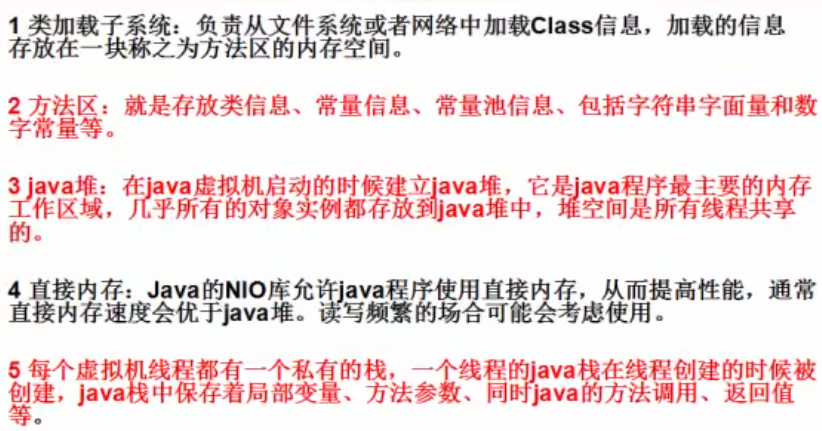 1 类加载子系统：负责从文件系统或者网络中加载Class信息，加载的信息
存放在一块称之为方法区的内存空间。
2 方法区：就是存放类信息、常量信息、常量池信息、包括字符串字面量和数
字常量等。
3 java堆：在java虚拟机启动的时候建立java堆，它是java程序最主要的内存
工作区域，几乎所有的对象实例都存放到java堆中，堆空间是所有线程共享
的。
4 直接内存：Java的NIO库允许java程序使用直接内存，从而提高性能，通常
直接内存速度会优于java堆。读写频繁的场合可能会考虑使用。
5 每个虚拟机线程都有一个私有的栈，一个线程的java栈在线程创建的时候被
创建，java栈中保存着局部变量、方法参数、同时java的方法调用、返回值
等。